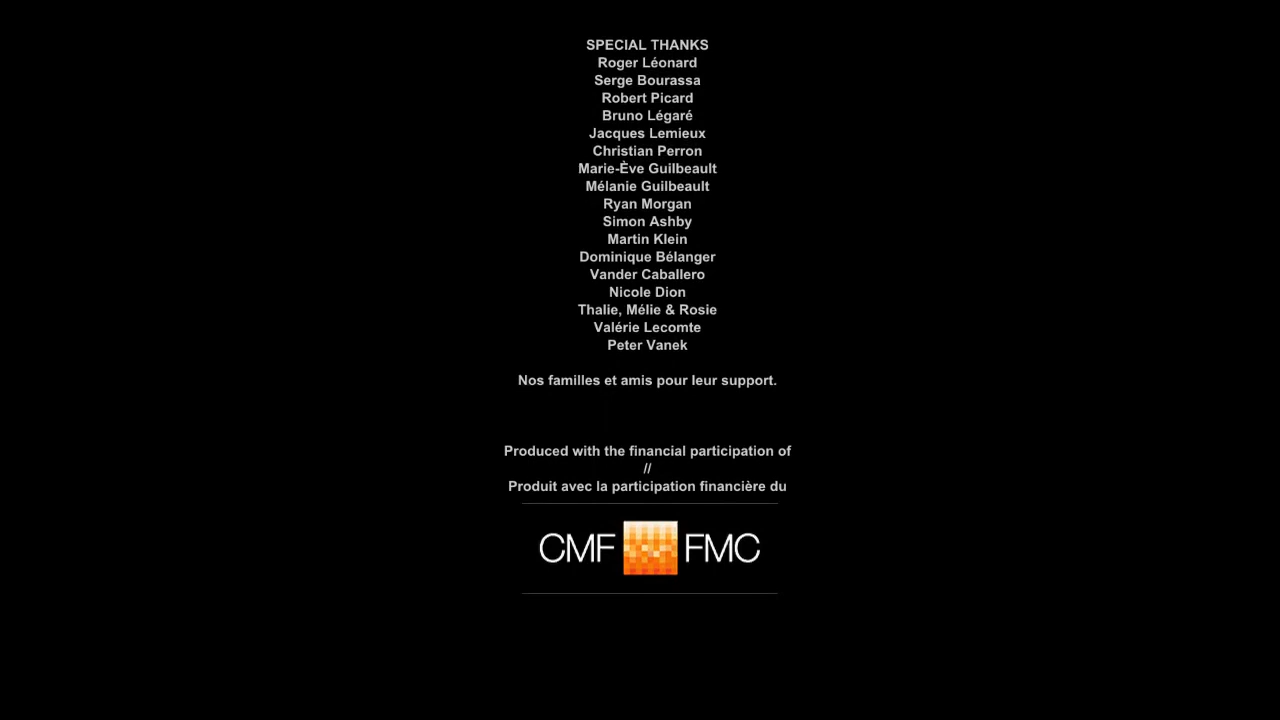 SPECIAL THANKS
Roger Léonard
Serge Bourassa
Robert Picard
Bruno Légaré
Jacques Lemieux
Christian Perron
Marie-Ève Guilbeault
Mélanie Guilbeault
Ryan Morgan
Simon Ashby
Martin Klein
Dominique Bélanger
Vander Caballero
Nicole Dion
Thalie, Mélie & Rosie
Valérie Lecomte
Peter Vanek
Nos familles et amis pour leur support.
Produced with the financial participation of
//
Produit avec la participation financière du
CMF FMC